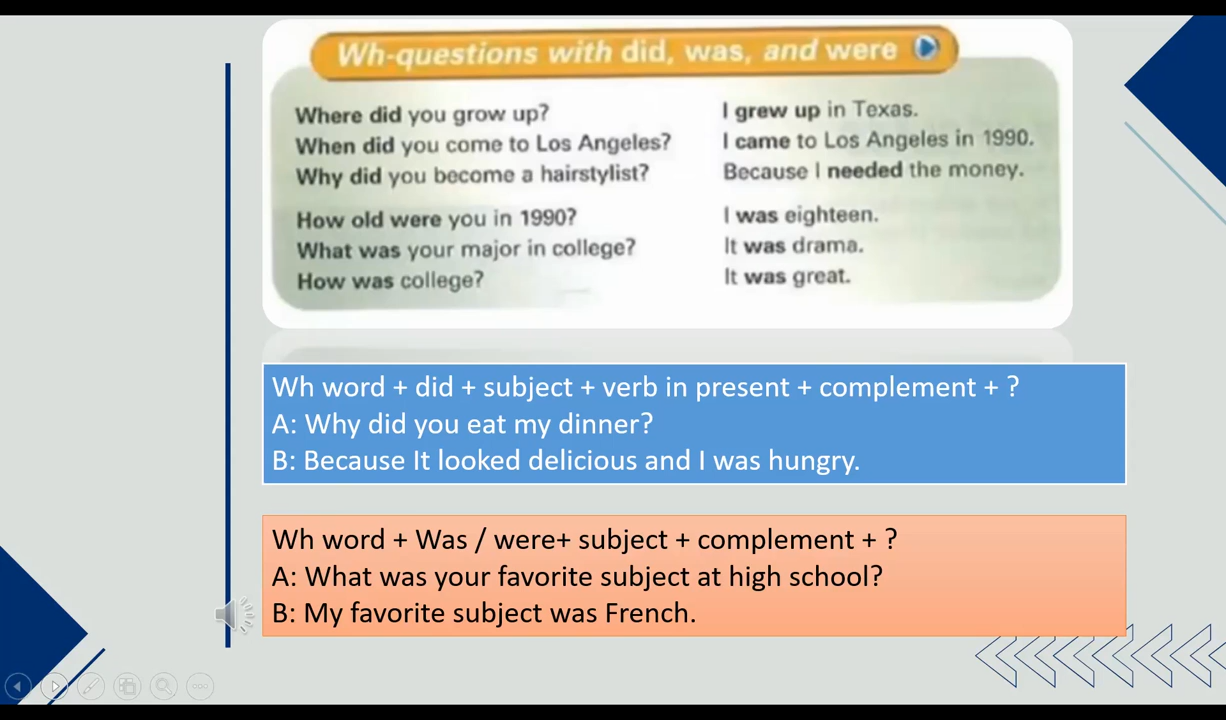 Wh-questions with did, was, and were
Where did you grow up?
When did you come to Los Angeles?
Why did you become a hairstylist?
How old were you in 1990?
What was your major in college?
How was college?
I grew up in Texas.
I came to Los Angeles in 1990.
Because I needed the money.
I was eighteen.
It was drama.
It was great.
Wh word + did + subject + verb in present + complement + ?
A: Why did you eat my dinner?
B: Because It looked delicious and I was hungry.
Wh word + Was / were+ subject + complement + ?
A: What was your favorite subject at high school?
B: My favorite subject was French.